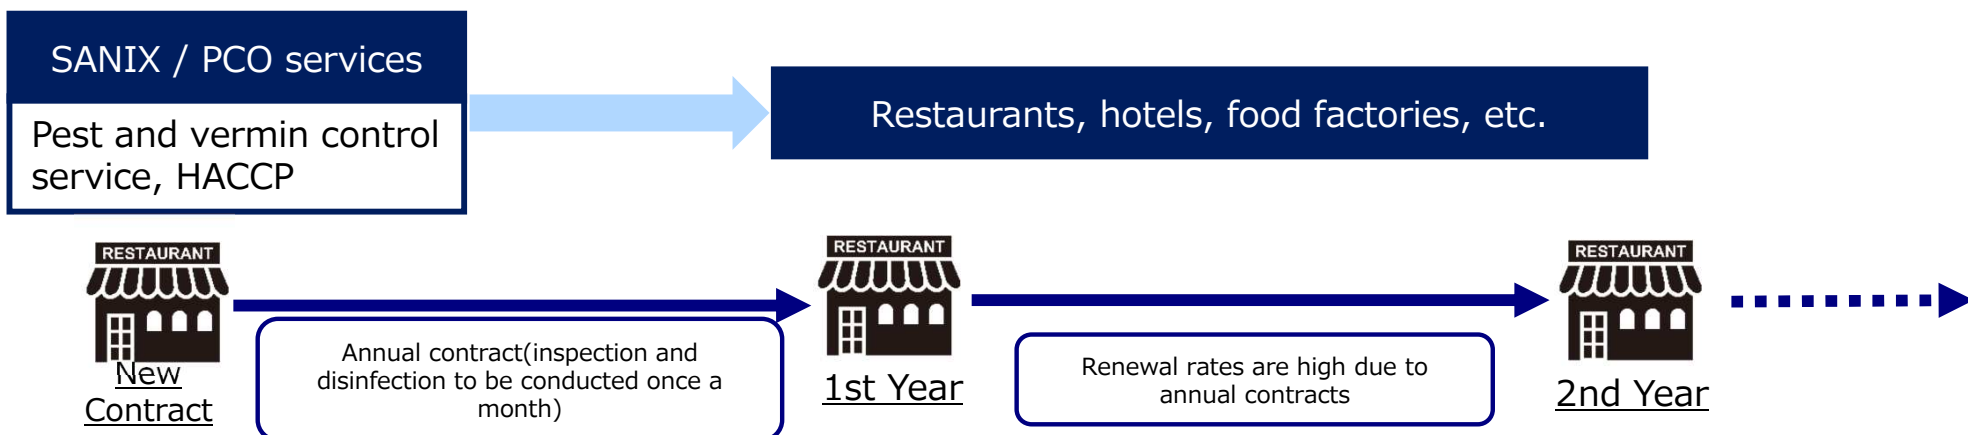 SANIX / PCO services
Pest and vermin control
service, HACCP
Restaurants, hotels, food factories, etc.
RESTAURANT
New
Contract
Annual contract(inspection and
disinfection to be conducted once a
month)
RESTAURANT
1st Year
Renewal rates are high due to
annual contracts
RESTAURANT
2nd Year